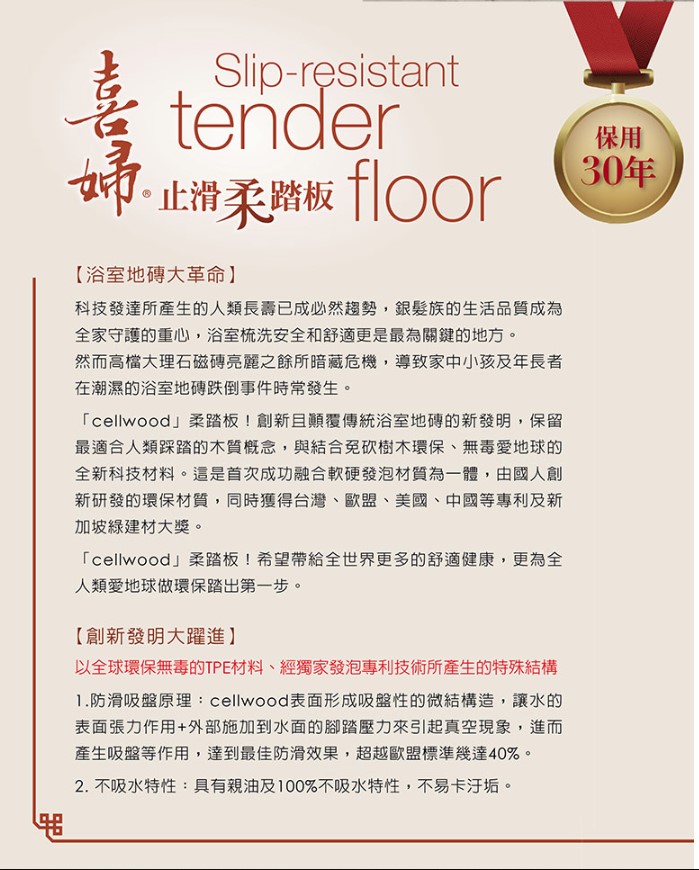 Slip-resistant
喜婦® 止滑柔踏板 tender floor
保用
30年
【浴室地磚大革命】
科技發達所產生的人類長壽已成必然趨勢，銀髮族的生活品質成為
全家守護的重心，浴室梳洗安全和舒適更是最為關鍵的地方。
然而高檔大理石磁磚亮麗之餘所暗藏危機，導致家中小孩及年長者
在潮濕的浴室地磚跌倒事件時常發生。
「cellwood」柔踏板！創新且顛覆傳統浴室地磚的新發明，保留
最適合人類踩踏的木質概念，與結合免砍樹木環保、無毒愛地球的
全新科技材料。這是首次成功融合軟硬發泡材質為一體，由國人創
新研發的環保材質，同時獲得台灣、歐盟、美國、中國等專利及新
加坡綠建材大獎。
「cellwood」柔踏板！希望帶給全世界更多的舒適健康，更為全
人類愛地球做環保踏出第一步。
【創新發明大躍進】
以全球環保無毒的TPE材料、經獨家發泡專利技術所產生的特殊結構
1.防滑吸盤原理：cellwood表面形成吸盤性的微結構造，讓水的
表面張力作用+外部施加到水面的腳踏壓力來引起真空現象，進而
產生吸盤等作用，達到最佳防滑效果，超越歐盟標準幾達40%。
2. 不吸水特性：具有親油及100%不吸水特性，不易卡汙垢。